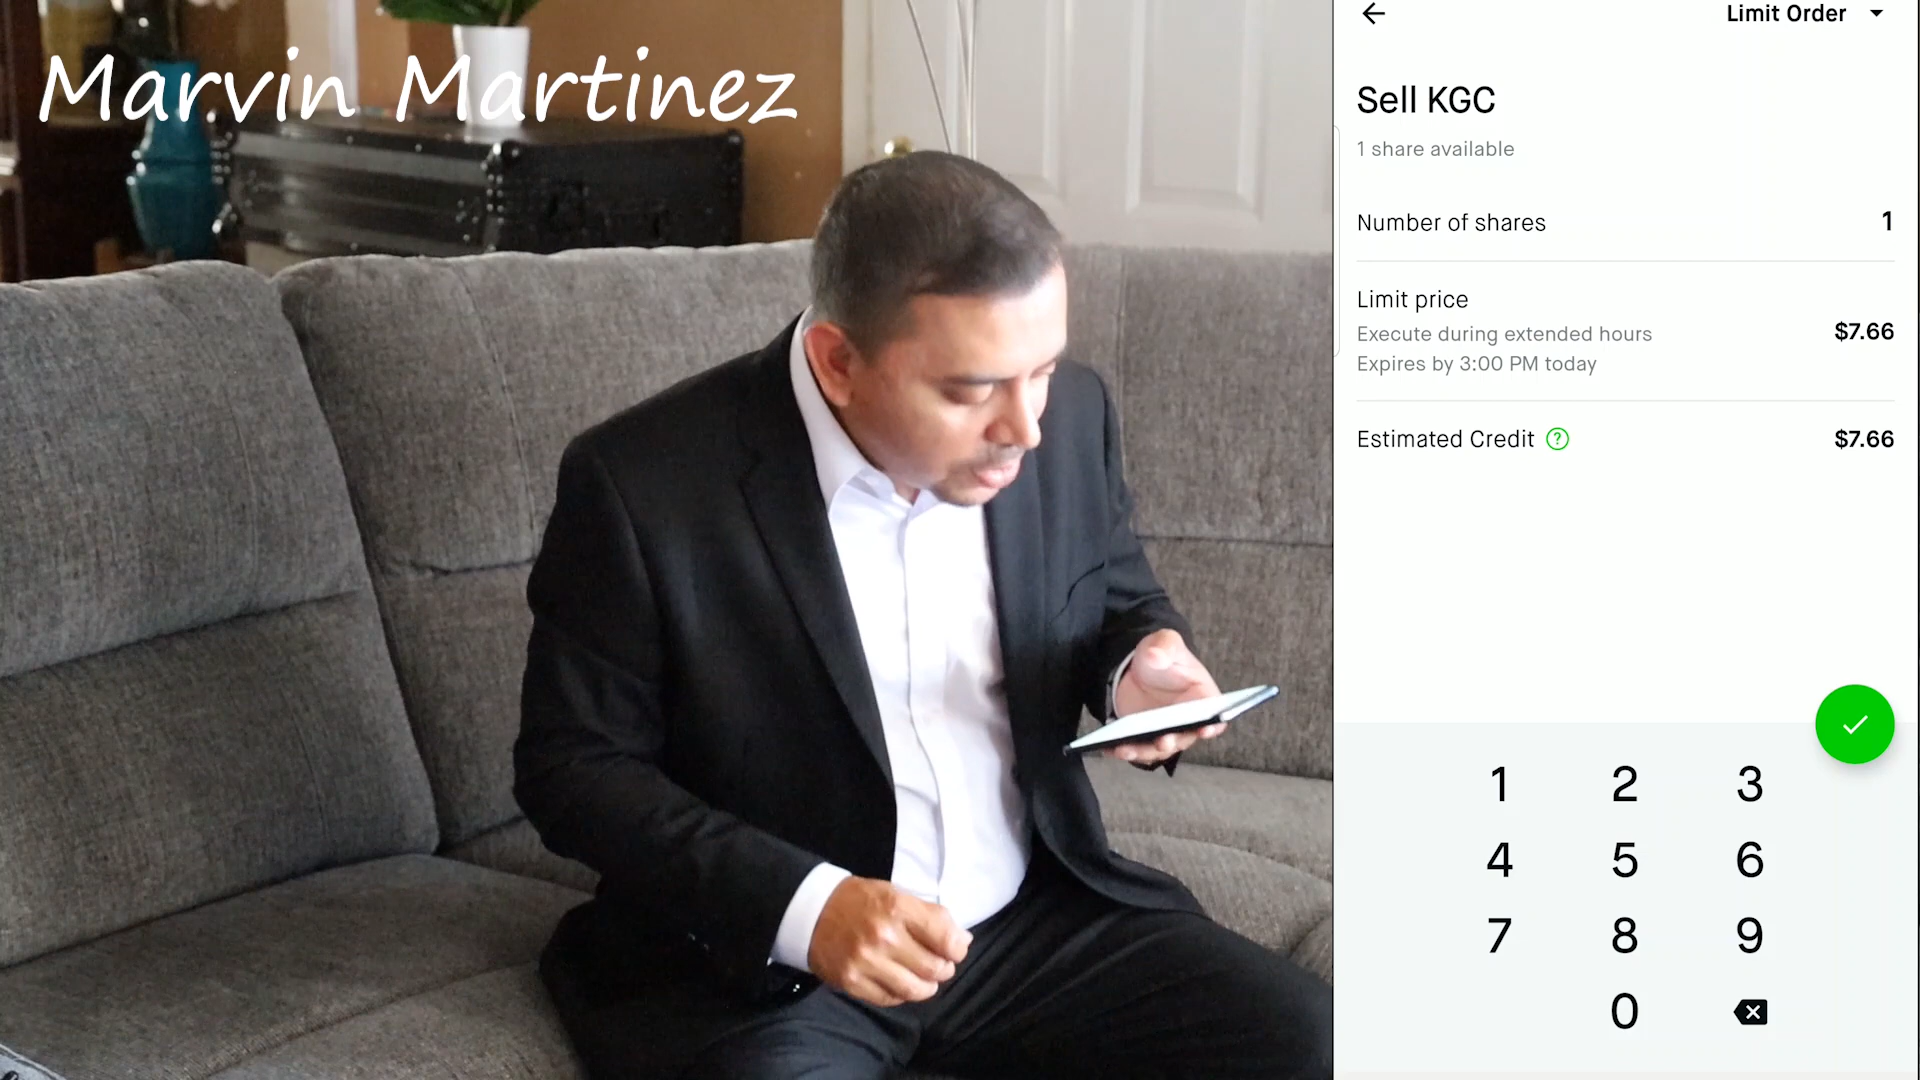 Marvin Martinez
Limit Order
Sell KGC
1 share available
Number of shares 1
Limit price
Execute during extended hours
$7.66
Expires by 3:00 PM today
Estimated Credit ? $7.66
1 2 3
4 5 6
7 8 9
0